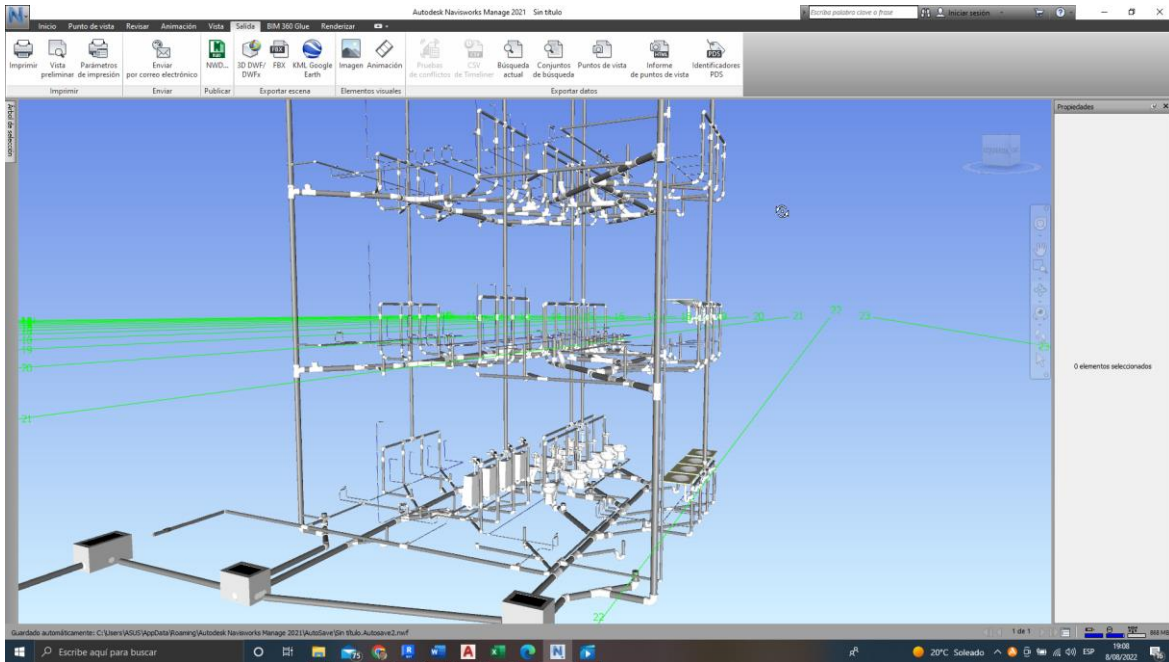 Autodesk Navisworks Manage 2021 Sin título
Escriba palabra clave o frase
Iniciar sesión
Inicio Punto de vista Revisar Animación Vista Salida BIM 360 Glue Renderizar
Imprimir
Vista preliminar
Parámetros de impresión
Enviar por correo electrónico
NWD...
3D DWF/ DWFx
FBX
KML Google Earth
Imagen
Animación
Pruebas de conflictos
CSV de Timeliner
Búsqueda actual
Conjuntos de búsqueda
Puntos de vista
Informe de puntos de vista
Identificadores PDS
Imprimir Enviar Publicar Exportar escena Elementos visuales Exportar datos
Árbol de selección
Propiedades
0 elementos seleccionados
19
20
21
20
21
22
23
22
Guardado automáticamente: C:\Users\ASUS\AppData\Roaming\Autodesk Navisworks Manage 2021\AutoSave\Sin título.Autosave2.nwf
1 de 1
868 MB
Escribe aquí para buscar
75
20°C Soleado
ESP
19:08
8/08/2022